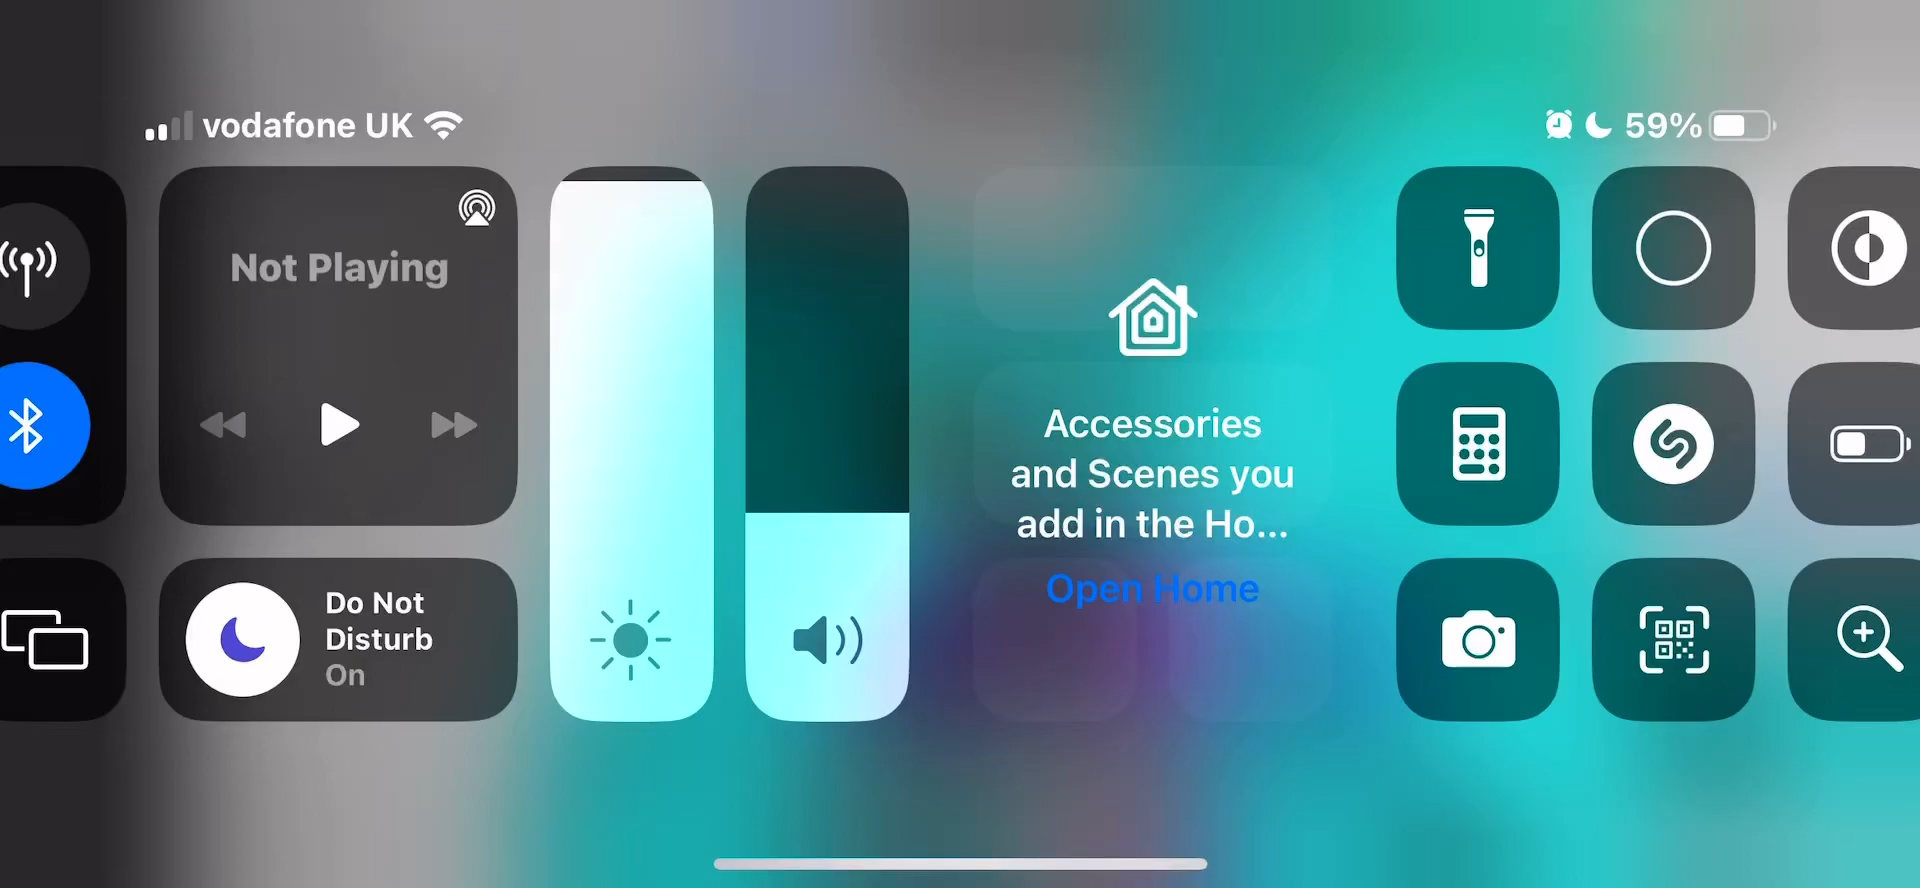 vodafone UK
59%
Not Playing
Do Not
Disturb
On
Accessories
and Scenes you
add in the Ho...
Open Home